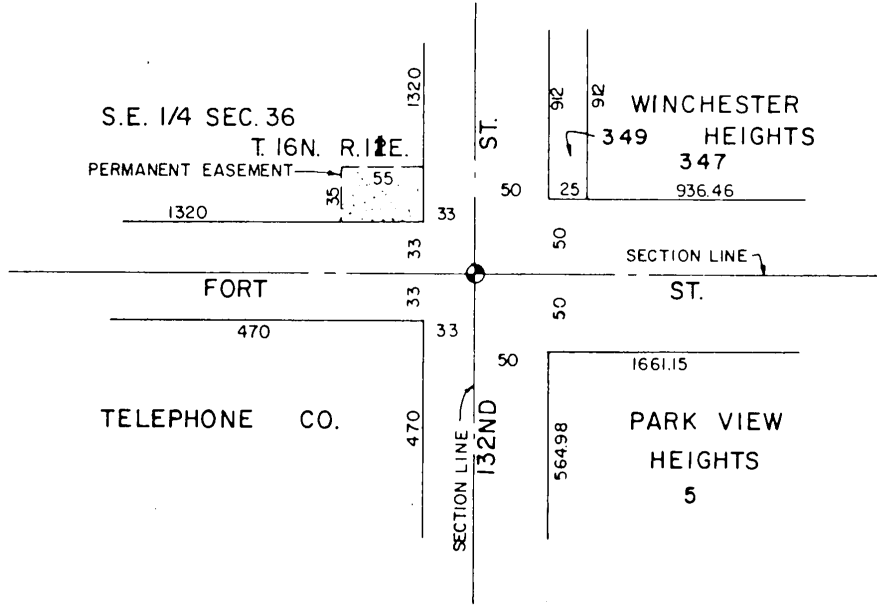 S.E. 1/4 SEC. 36
T. 16N. R.
PERMANENT EASEMENT
55
35
1320
1320
33
33
FORT
33
33
470
470
TELEPHONE CO.
ST.
132ND
SECTION LINE
912
912
WINCHESTER
349 HEIGHTS
347
50
25
936.46
50
SECTION LINE
ST.
50
50
1661.15
564.98
PARK VIEW
HEIGHTS
5